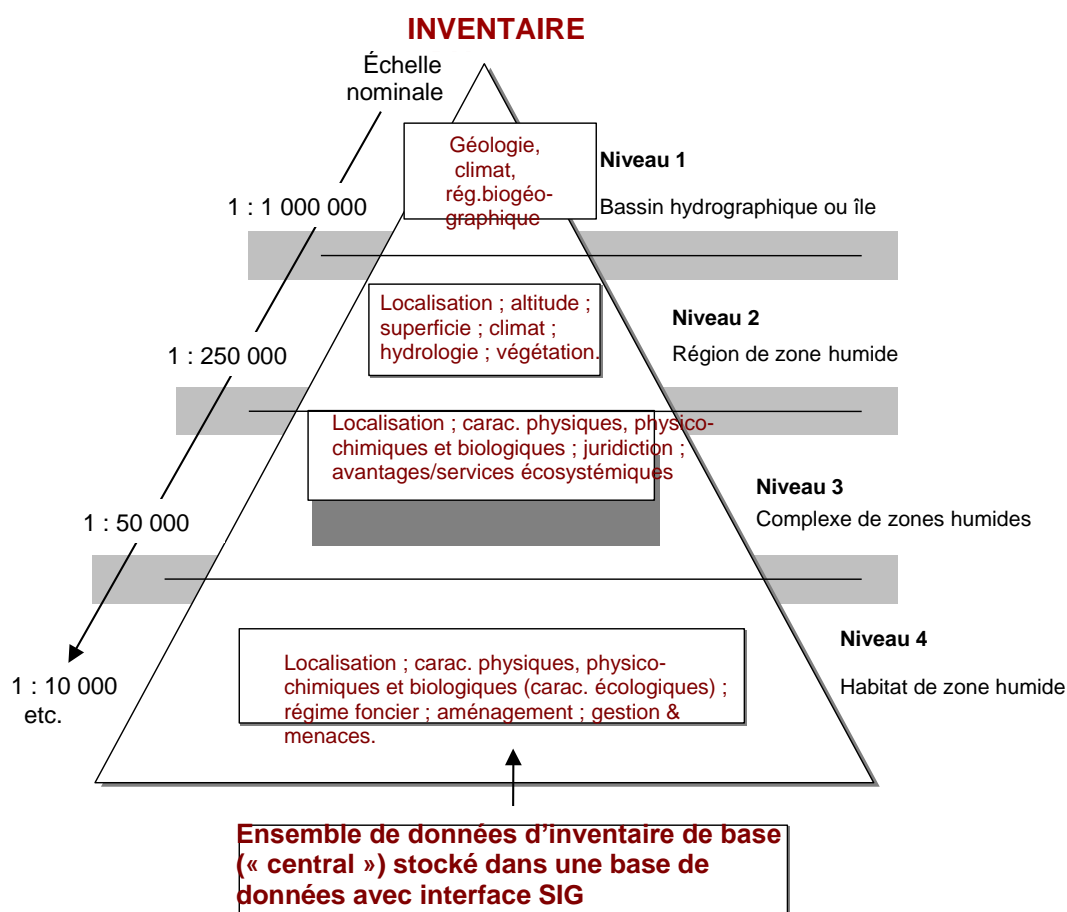 INVENTAIRE
Échelle
nominale
Géologie,
climat,
rég.biogéo-
graphique
Niveau 1
Bassin hydrographique ou île
1 : 1 000 000
Localisation ; altitude ;
superficie ; climat ;
hydrologie ; végétation.
Niveau 2
Région de zone humide
1 : 250 000
Localisation ; carac. physiques, physico-
chimiques et biologiques ; juridiction ;
avantages/services écosystémiques
Niveau 3
Complexe de zones humides
1 : 50 000
Localisation ; carac. physiques, physico-
chimiques et biologiques (carac. écologiques) ;
régime foncier ; aménagement ; gestion &
menaces.
Niveau 4
Habitat de zone humide
1 : 10 000
etc.
Ensemble de données d’inventaire de base
(« central ») stocké dans une base de
données avec interface SIG